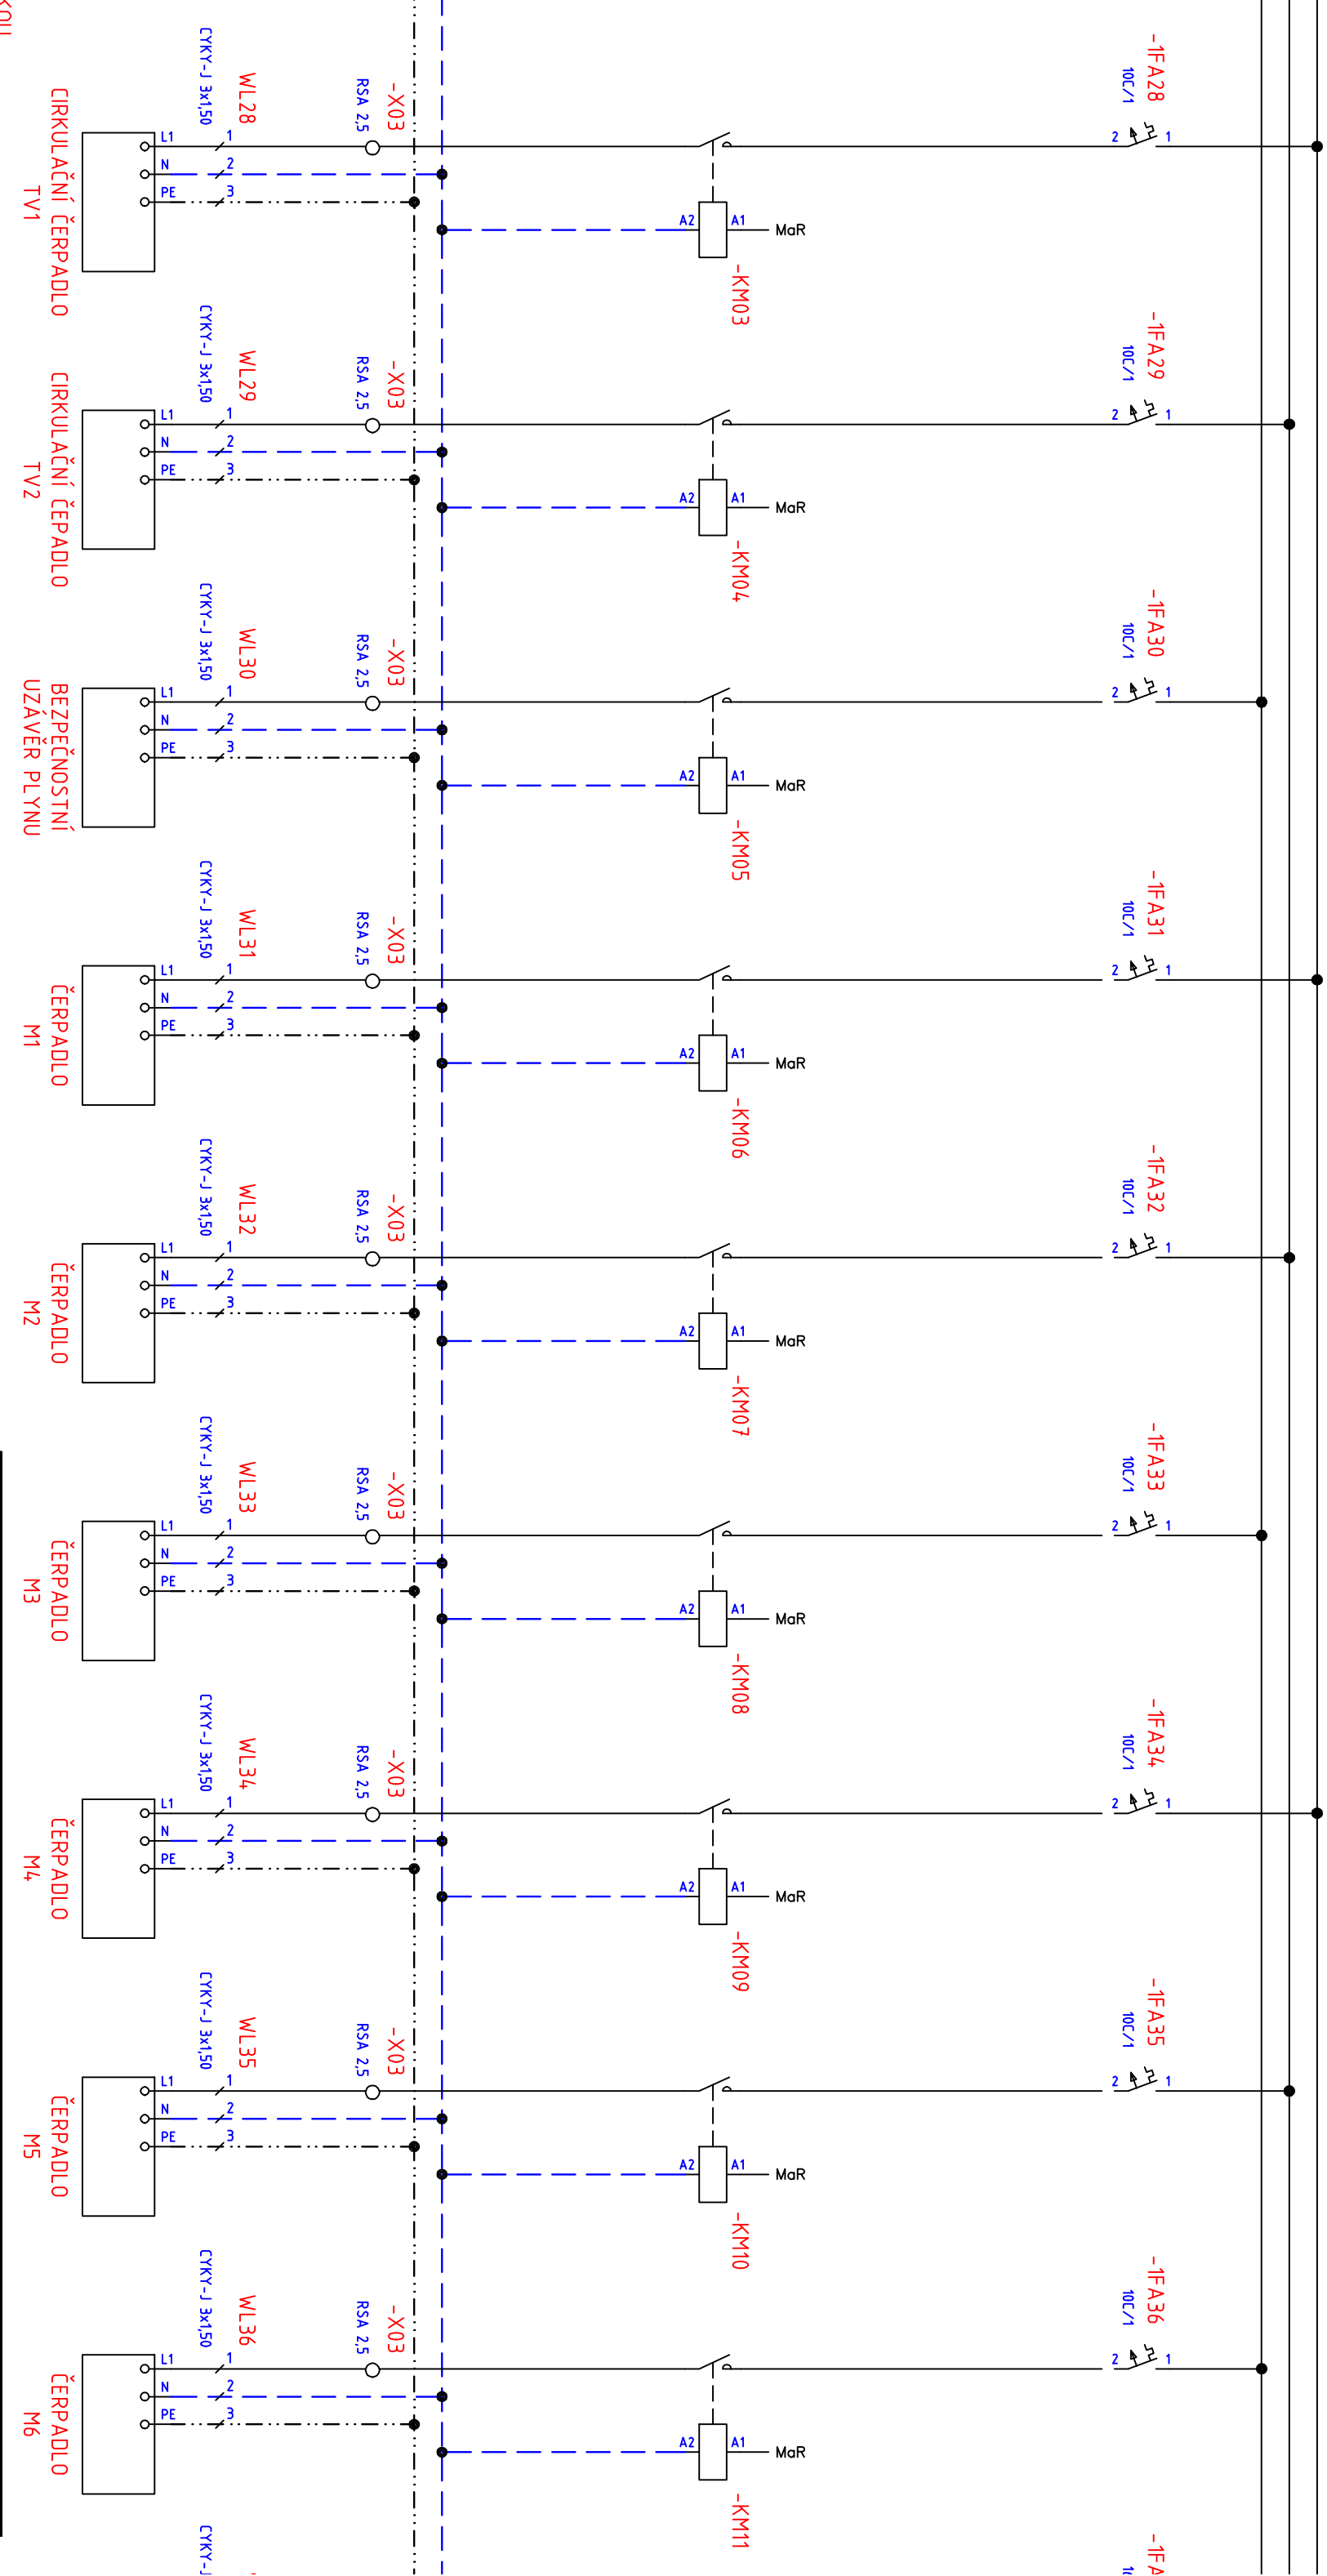 KOU
-1FA28
10C/1
1
2
MaR
A1
A2
-KM03
-X03
RSA 2,5
WL28
CYKY-J 3x1,50
L1
1
N
2
PE
3
CIRKULAČNÍ ČERPADLO
TV1
-1FA29
10C/1
1
2
MaR
A1
A2
-KM04
-X03
RSA 2,5
WL29
CYKY-J 3x1,50
L1
1
N
2
PE
3
CIRKULAČNÍ ČEPADLO
TV2
-1FA30
10C/1
1
2
MaR
A1
A2
-KM05
-X03
RSA 2,5
WL30
CYKY-J 3x1,50
L1
1
N
2
PE
3
BEZPEČNOSTNÍ
UZÁVĚR PLYNU
-1FA31
10C/1
1
2
MaR
A1
A2
-KM06
-X03
RSA 2,5
WL31
CYKY-J 3x1,50
L1
1
N
2
PE
3
ČERPADLO
M1
-1FA32
10C/1
1
2
MaR
A1
A2
-KM07
-X03
RSA 2,5
WL32
CYKY-J 3x1,50
L1
1
N
2
PE
3
ČERPADLO
M2
-1FA33
10C/1
1
2
MaR
A1
A2
-KM08
-X03
RSA 2,5
WL33
CYKY-J 3x1,50
L1
1
N
2
PE
3
ČERPADLO
M3
-1FA34
10C/1
1
2
MaR
A1
A2
-KM09
-X03
RSA 2,5
WL34
CYKY-J 3x1,50
L1
1
N
2
PE
3
ČERPADLO
M4
-1FA35
10C/1
1
2
MaR
A1
A2
-KM10
-X03
RSA 2,5
WL35
CYKY-J 3x1,50
L1
1
N
2
PE
3
ČERPADLO
M5
-1FA36
10C/1
1
2
MaR
A1
A2
-KM11
-X03
RSA 2,5
WL36
CYKY-J 3x1,50
L1
1
N
2
PE
3
ČERPADLO
M6
-1FA
CYKY-J